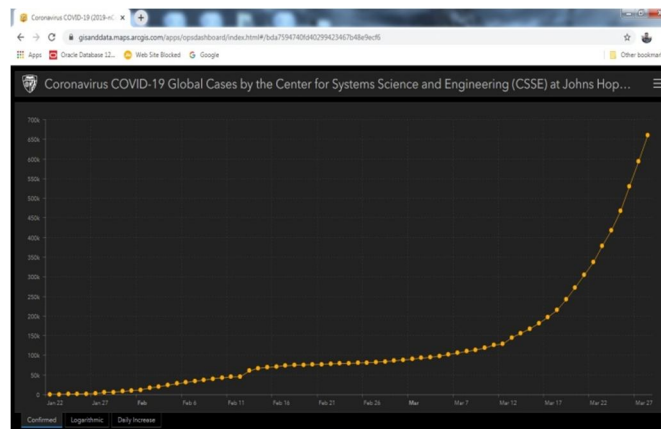 Coronavirus COVID-19 (2019-nC
gisanddata.maps.arcgis.com/apps/opsdashboard/index.html#/bda7594740fd40299423467b48e9ecf6
Apps Oracle Database 12... Web Site Blocked Google Other bookmar
Coronavirus COVID-19 Global Cases by the Center for Systems Science and Engineering (CSSE) at Johns Hop...
700k
650k
600k
550k
500k
450k
400k
350k
300k
250k
200k
150k
100k
50k
0
Jan 22 Jan 27 Feb Feb 6 Feb 11 Feb 16 Feb 21 Feb 26 Mar Mar 7 Mar 12 Mar 17 Mar 22 Mar 27
Confirmed Logarithmic Daily Increase